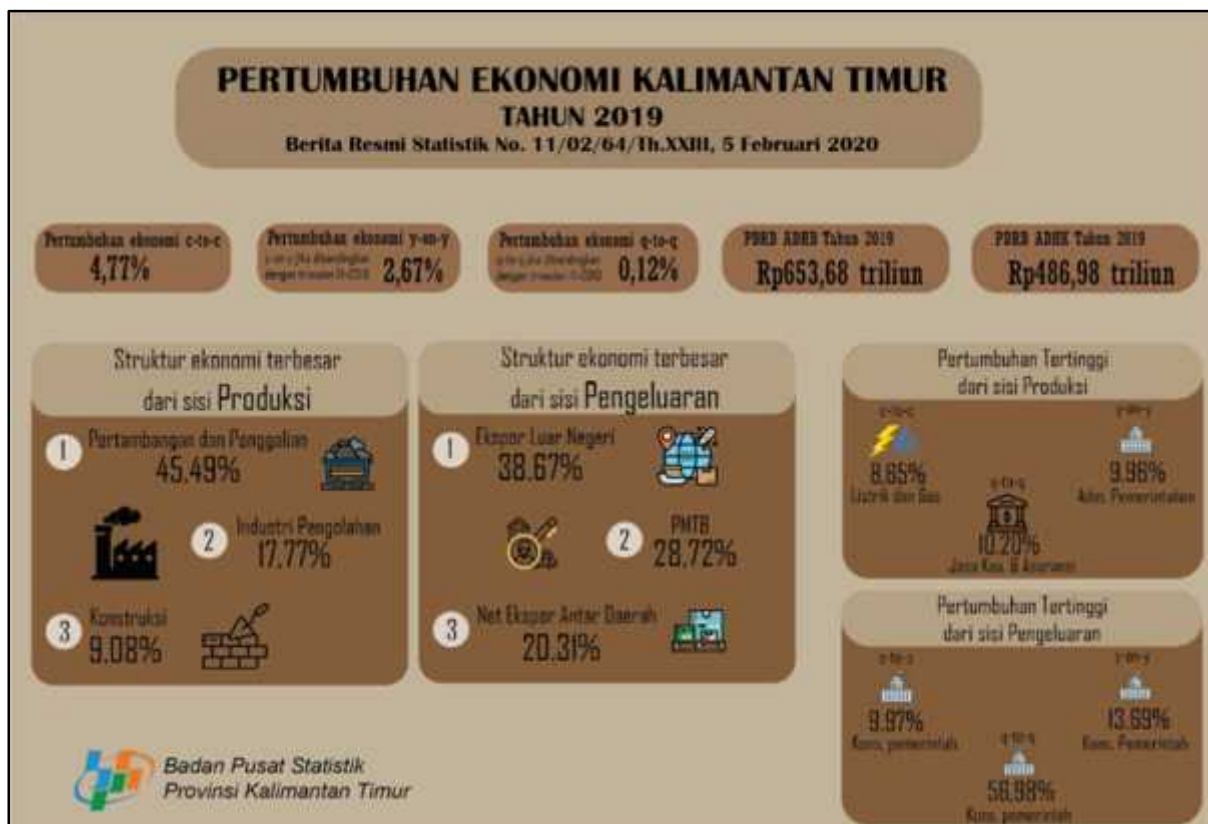 PERTUMBUHAN EKONOMI KALIMANTAN TIMUR
TAHUN 2019
Berita Resmi Statistik No. 11/02/64/Th.XXIII, 5 Februari 2020
Pertumbuhan ekonomi c-to-c
4,77%
Pertumbuhan ekonomi y-on-y
2,67%
Pertumbuhan ekonomi q-to-q
0,12%
PDRB ADHB Tahun 2019
Rp653,68 triliun
PDRB ADHK Tahun 2019
Rp486,98 triliun
Struktur ekonomi terbesar
dari sisi Produksi
1 Pertambangan dan Penggalian
45.49%
2 Industri Pengolahan
17.77%
3 Konstruksi
9.08%
Struktur ekonomi terbesar
dari sisi Pengeluaran
1 Ekspor Luar Negeri
38.67%
2 PMTB
28.72%
3 Net Ekspor Antar Daerah
20.31%
Pertumbuhan Tertinggi
dari sisi Produksi
c-to-c
Listrik dan Gas
y-on-y
9.96%
Adm. Pemerintahan
q-to-q
10.20%
Jasa Keu. & Asuransi
Pertumbuhan Tertinggi
dari sisi Pengeluaran
c-to-c
9.97%
Kons. pemerintah
y-on-y
13.69%
Kons. Pemerintah
q-to-q
56.98%
Kons. pemerintah
Badan Pusat Statistik
Provinsi Kalimantan Timur